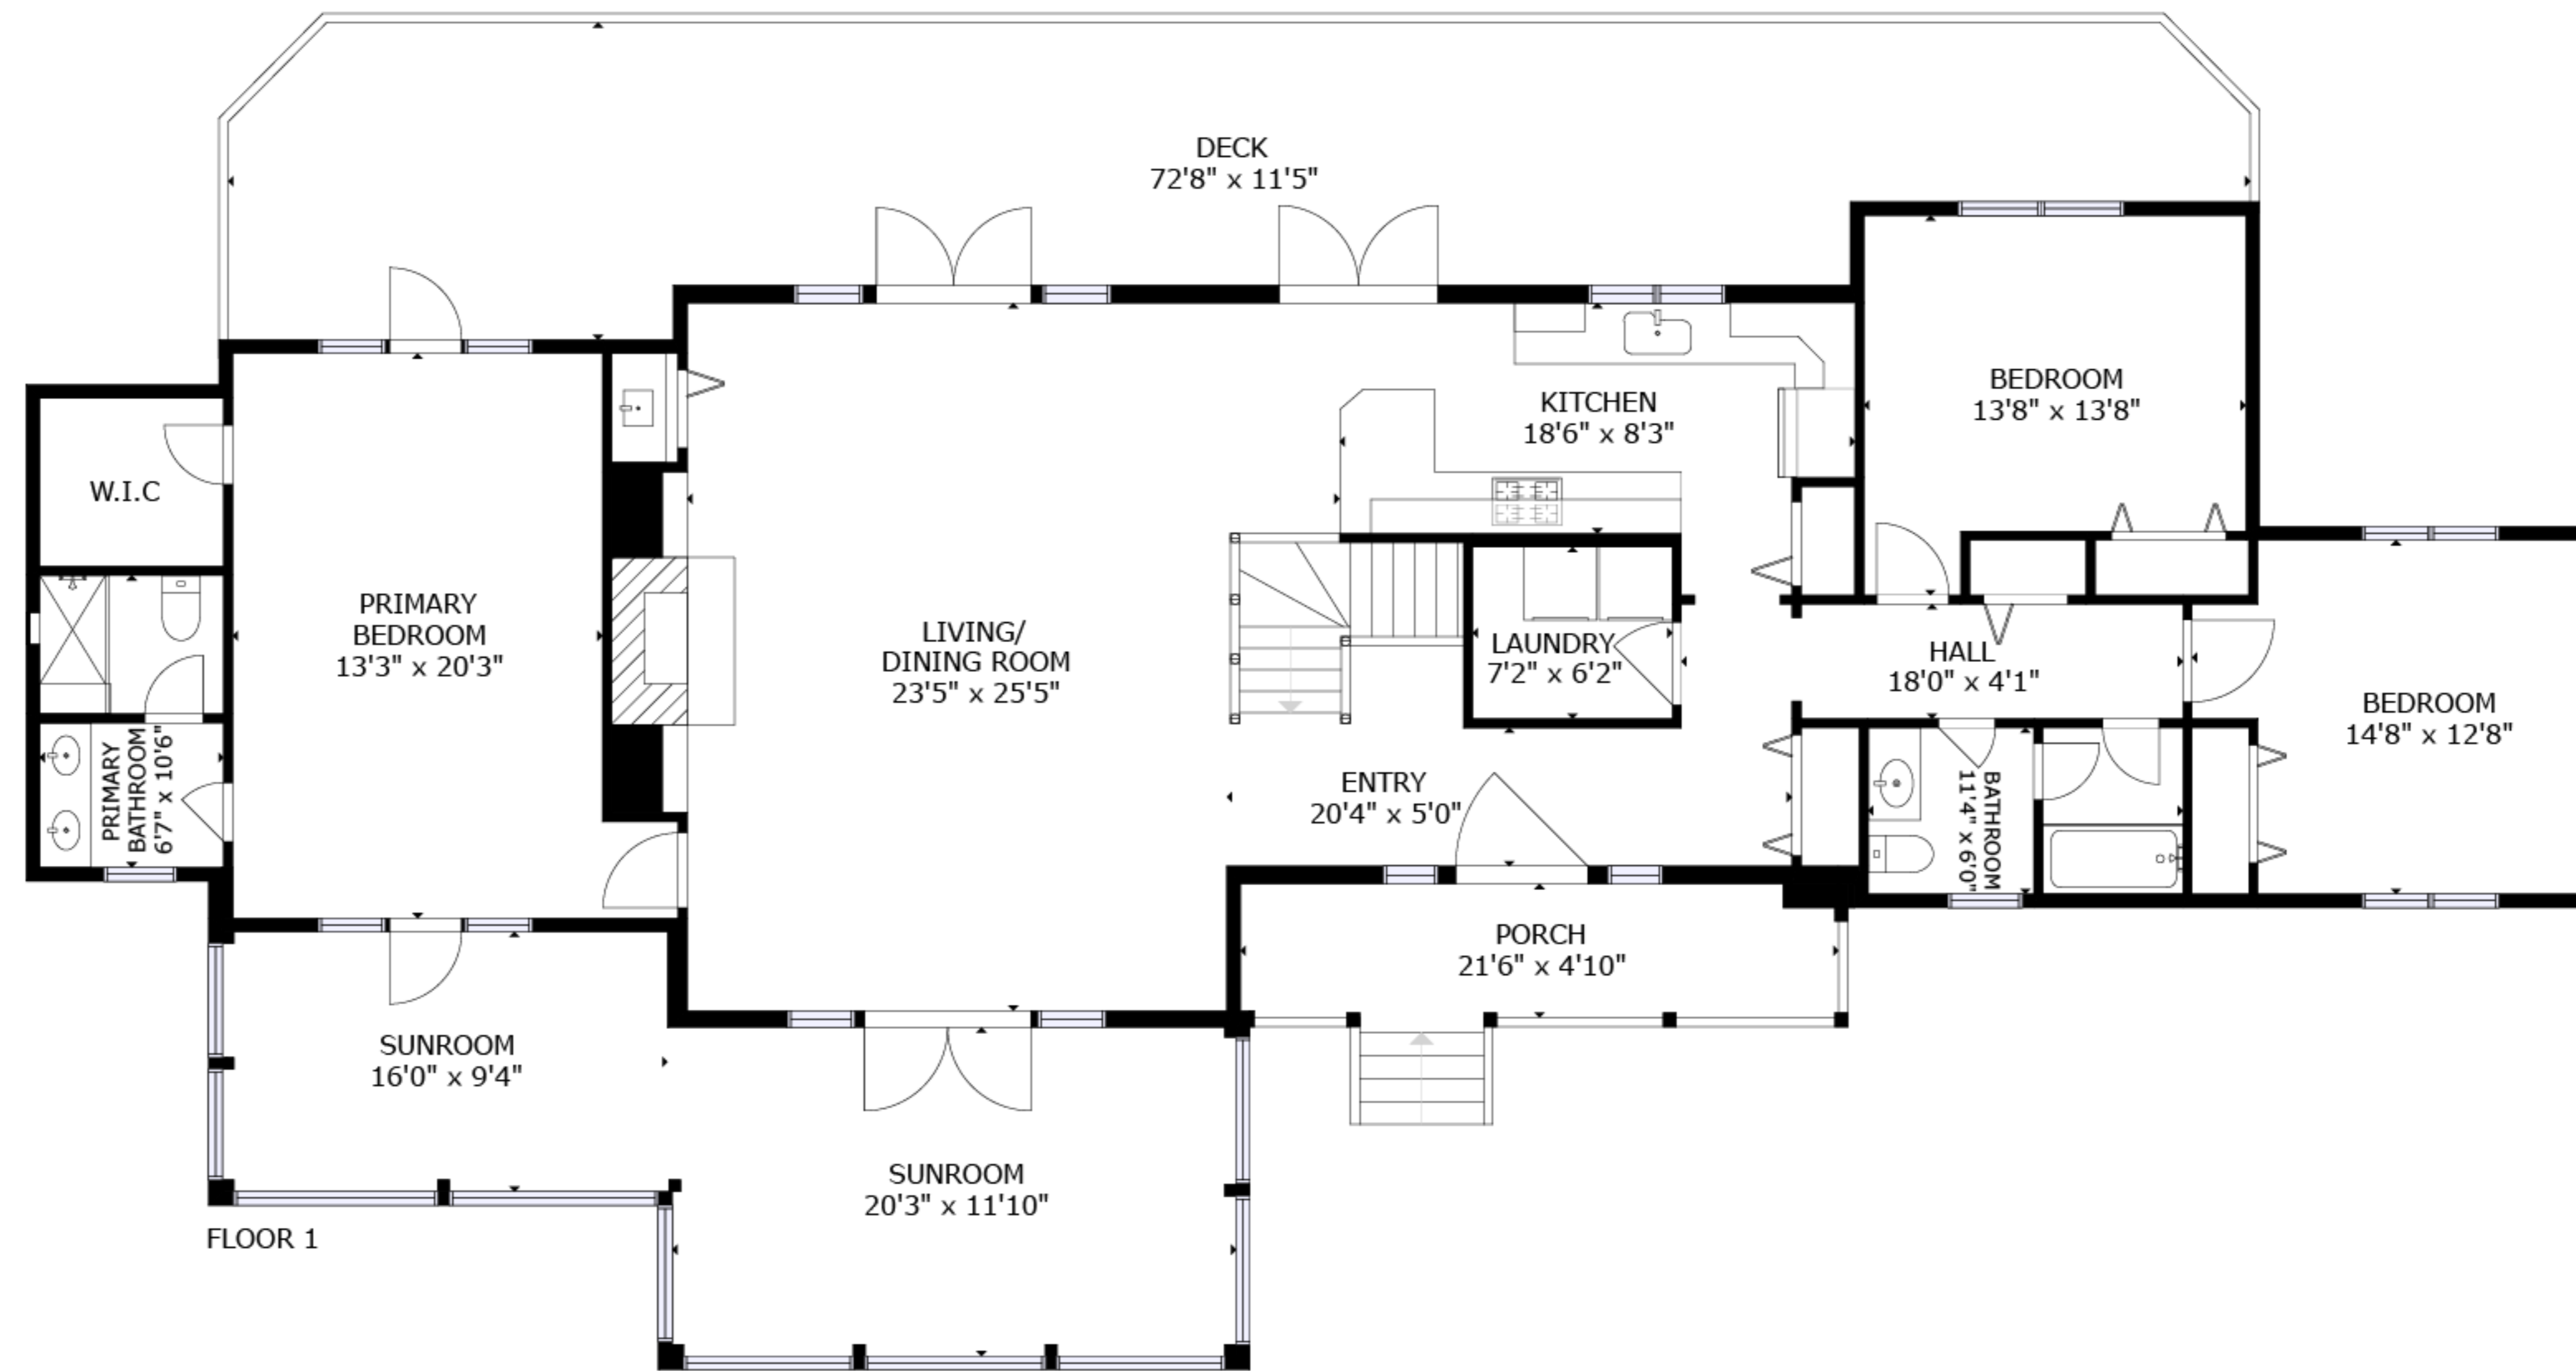 DECK
72'8" x 11'5"
BEDROOM
13'8" x 13'8"
KITCHEN
18'6" x 8'3"
W.I.C
PRIMARY
BEDROOM
13'3" x 20'3"
LIVING/
DINING ROOM
23'5" x 25'5"
LAUNDRY
7'2" x 6'2"
HALL
18'0" x 4'1"
BEDROOM
14'8" x 12'8"
PRIMARY
BATHROOM
6'7" x 10'6"
ENTRY
20'4" x 5'0"
BATHROOM
11'4" x 6'0"
PORCH
21'6" x 4'10"
SUNROOM
16'0" x 9'4"
SUNROOM
20'3" x 11'10"
FLOOR 1